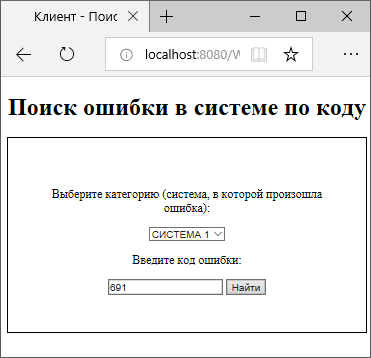 Клиент - Поис
localhost:8080/W
Поиск ошибки в системе по коду
Выберите категорию (система, в которой произошла
ошибка):
СИСТЕМА 1
Введите код ошибки:
691 Найти